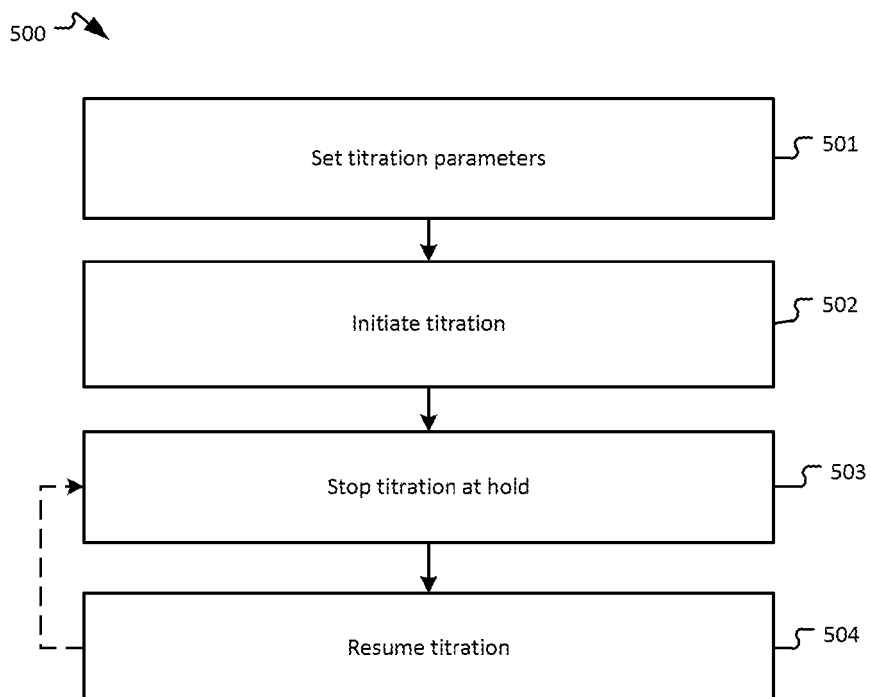 500
Set titration parameters
501
Initiate titration
502
Stop titration at hold
503
Resume titration
504